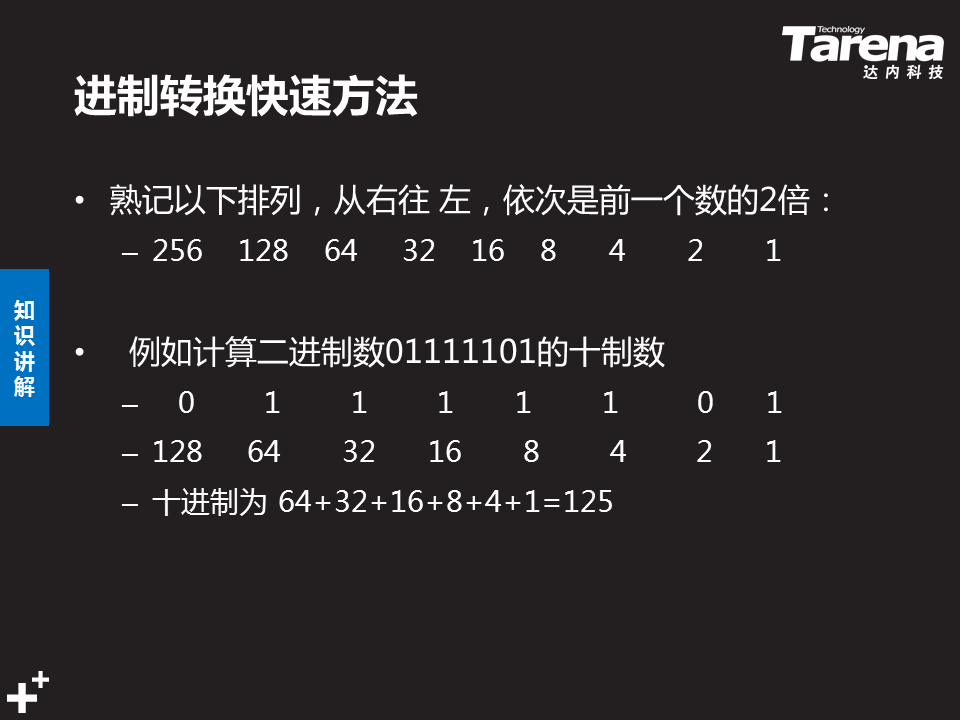 Technology
Tarena
达内科技
进制转换快速方法
• 熟记以下排列，从右往 左，依次是前一个数的2倍：
– 256 128 64 32 16 8 4 2 1
知识讲解
• 例如计算二进制数01111101的十制数
– 0 1 1 1 1 1 0 1
– 128 64 32 16 8 4 2 1
– 十进制为 64+32+16+8+4+1=125